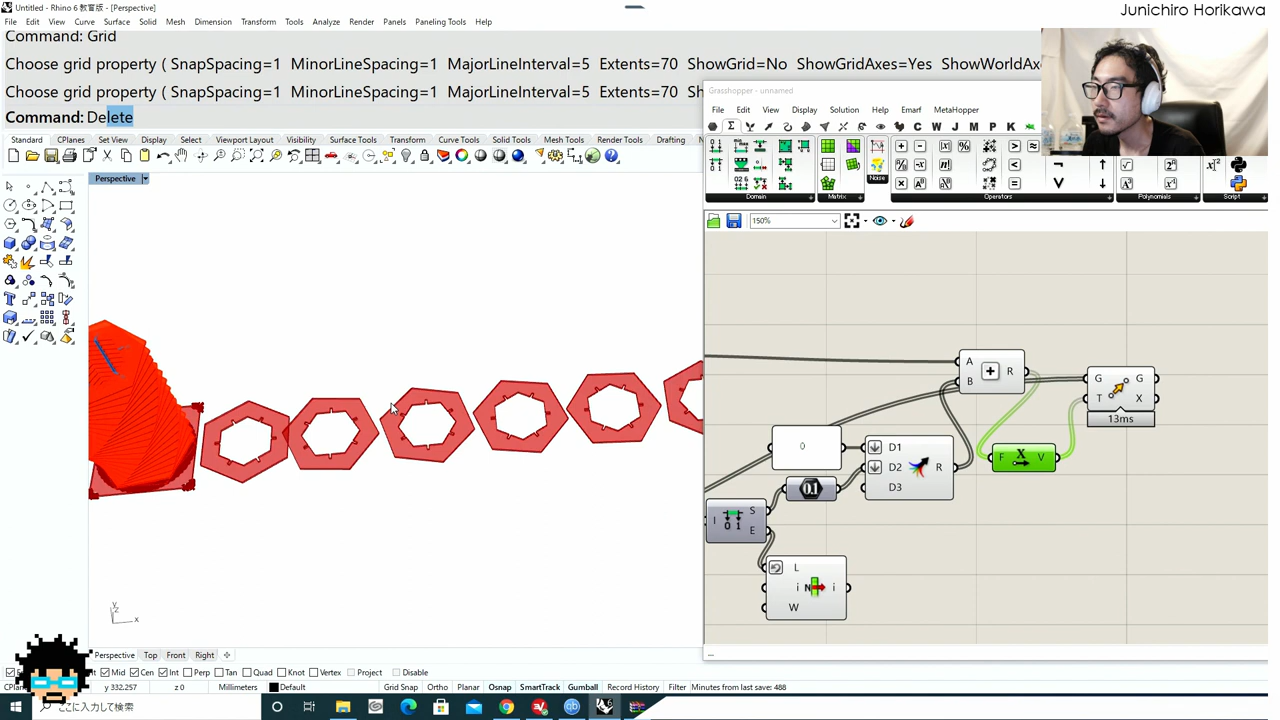 Untitled - Rhino 6 教育版 - [Perspective]
Junichiro Horikawa
File Edit View Curve Surface Solid Mesh Dimension Transform Tools Analyze Render Panels Paneling Tools Help
Command: Grid
Choose grid property ( SnapSpacing=1 MinorLineSpacing=1 MajorLineInterval=5 Extents=70 ShowGrid=No ShowGridAxes=Yes ShowWorldAxe
Choose grid property ( SnapSpacing=1 MinorLineSpacing=1 MajorLineInterval=5 Extents=70 Sh
Command: Delete
Grasshopper - unnamed
File Edit View Display Solution Help Emarf MetaHopper
Standard CPlanes Set View Display Select Viewport Layout Visibility Transform Curve Tools Surface Tools Solid Tools Mesh Tools Render Tools Drafting
C W J M P K
Noise
Domain Matrix Operators Polynomials Script
Perspective
150%
A
B
R
G
T
G
X
13ms
0
D1
D2
D3
R
F X V
I
S
E
L
i N i
W
y
z
x
Perspective Top Front Right
Mid Cen Int Perp Tan Quad Knot Vertex Project Disable
CPlane y 332.257 z 0 Millimeters Default Grid Snap Ortho Planar Osnap SmartTrack Gumball Record History Filter Minutes from last save: 488
ここに入力して検索